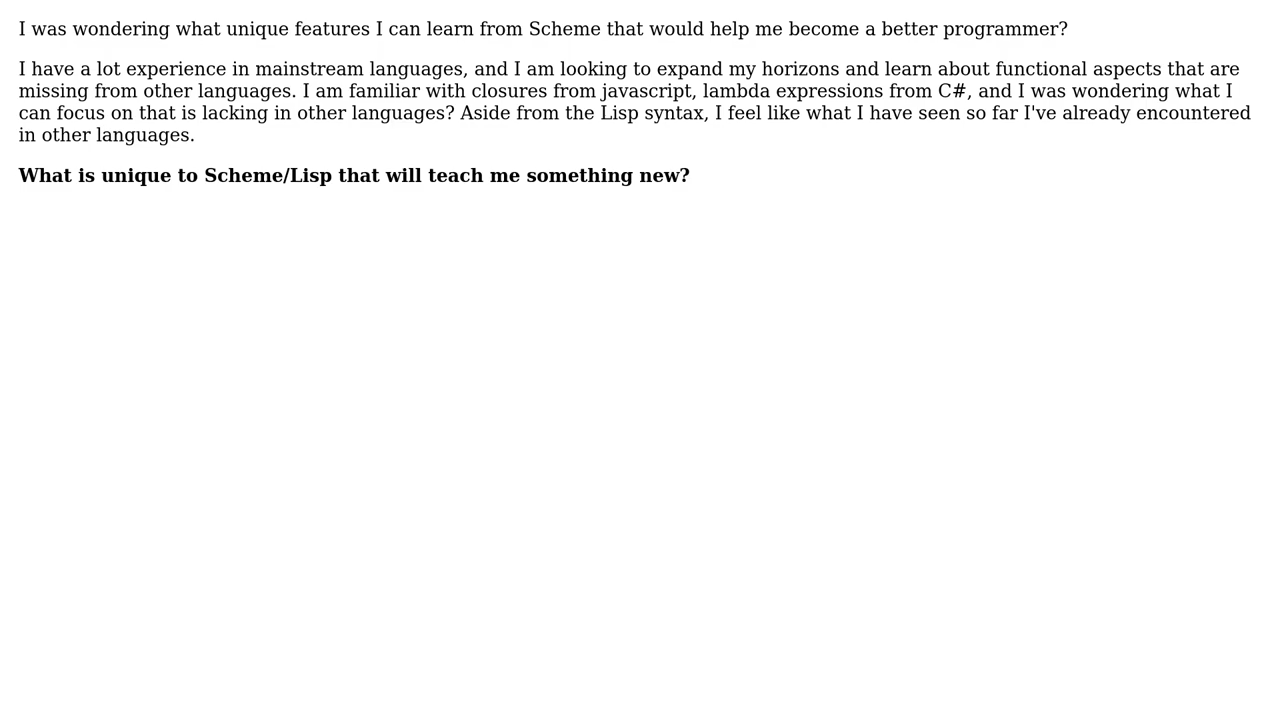 I was wondering what unique features I can learn from Scheme that would help me become a better programmer?
I have a lot experience in mainstream languages, and I am looking to expand my horizons and learn about functional aspects that are
missing from other languages. I am familiar with closures from javascript, lambda expressions from C#, and I was wondering what I
can focus on that is lacking in other languages? Aside from the Lisp syntax, I feel like what I have seen so far I've already encountered
in other languages.
What is unique to Scheme/Lisp that will teach me something new?